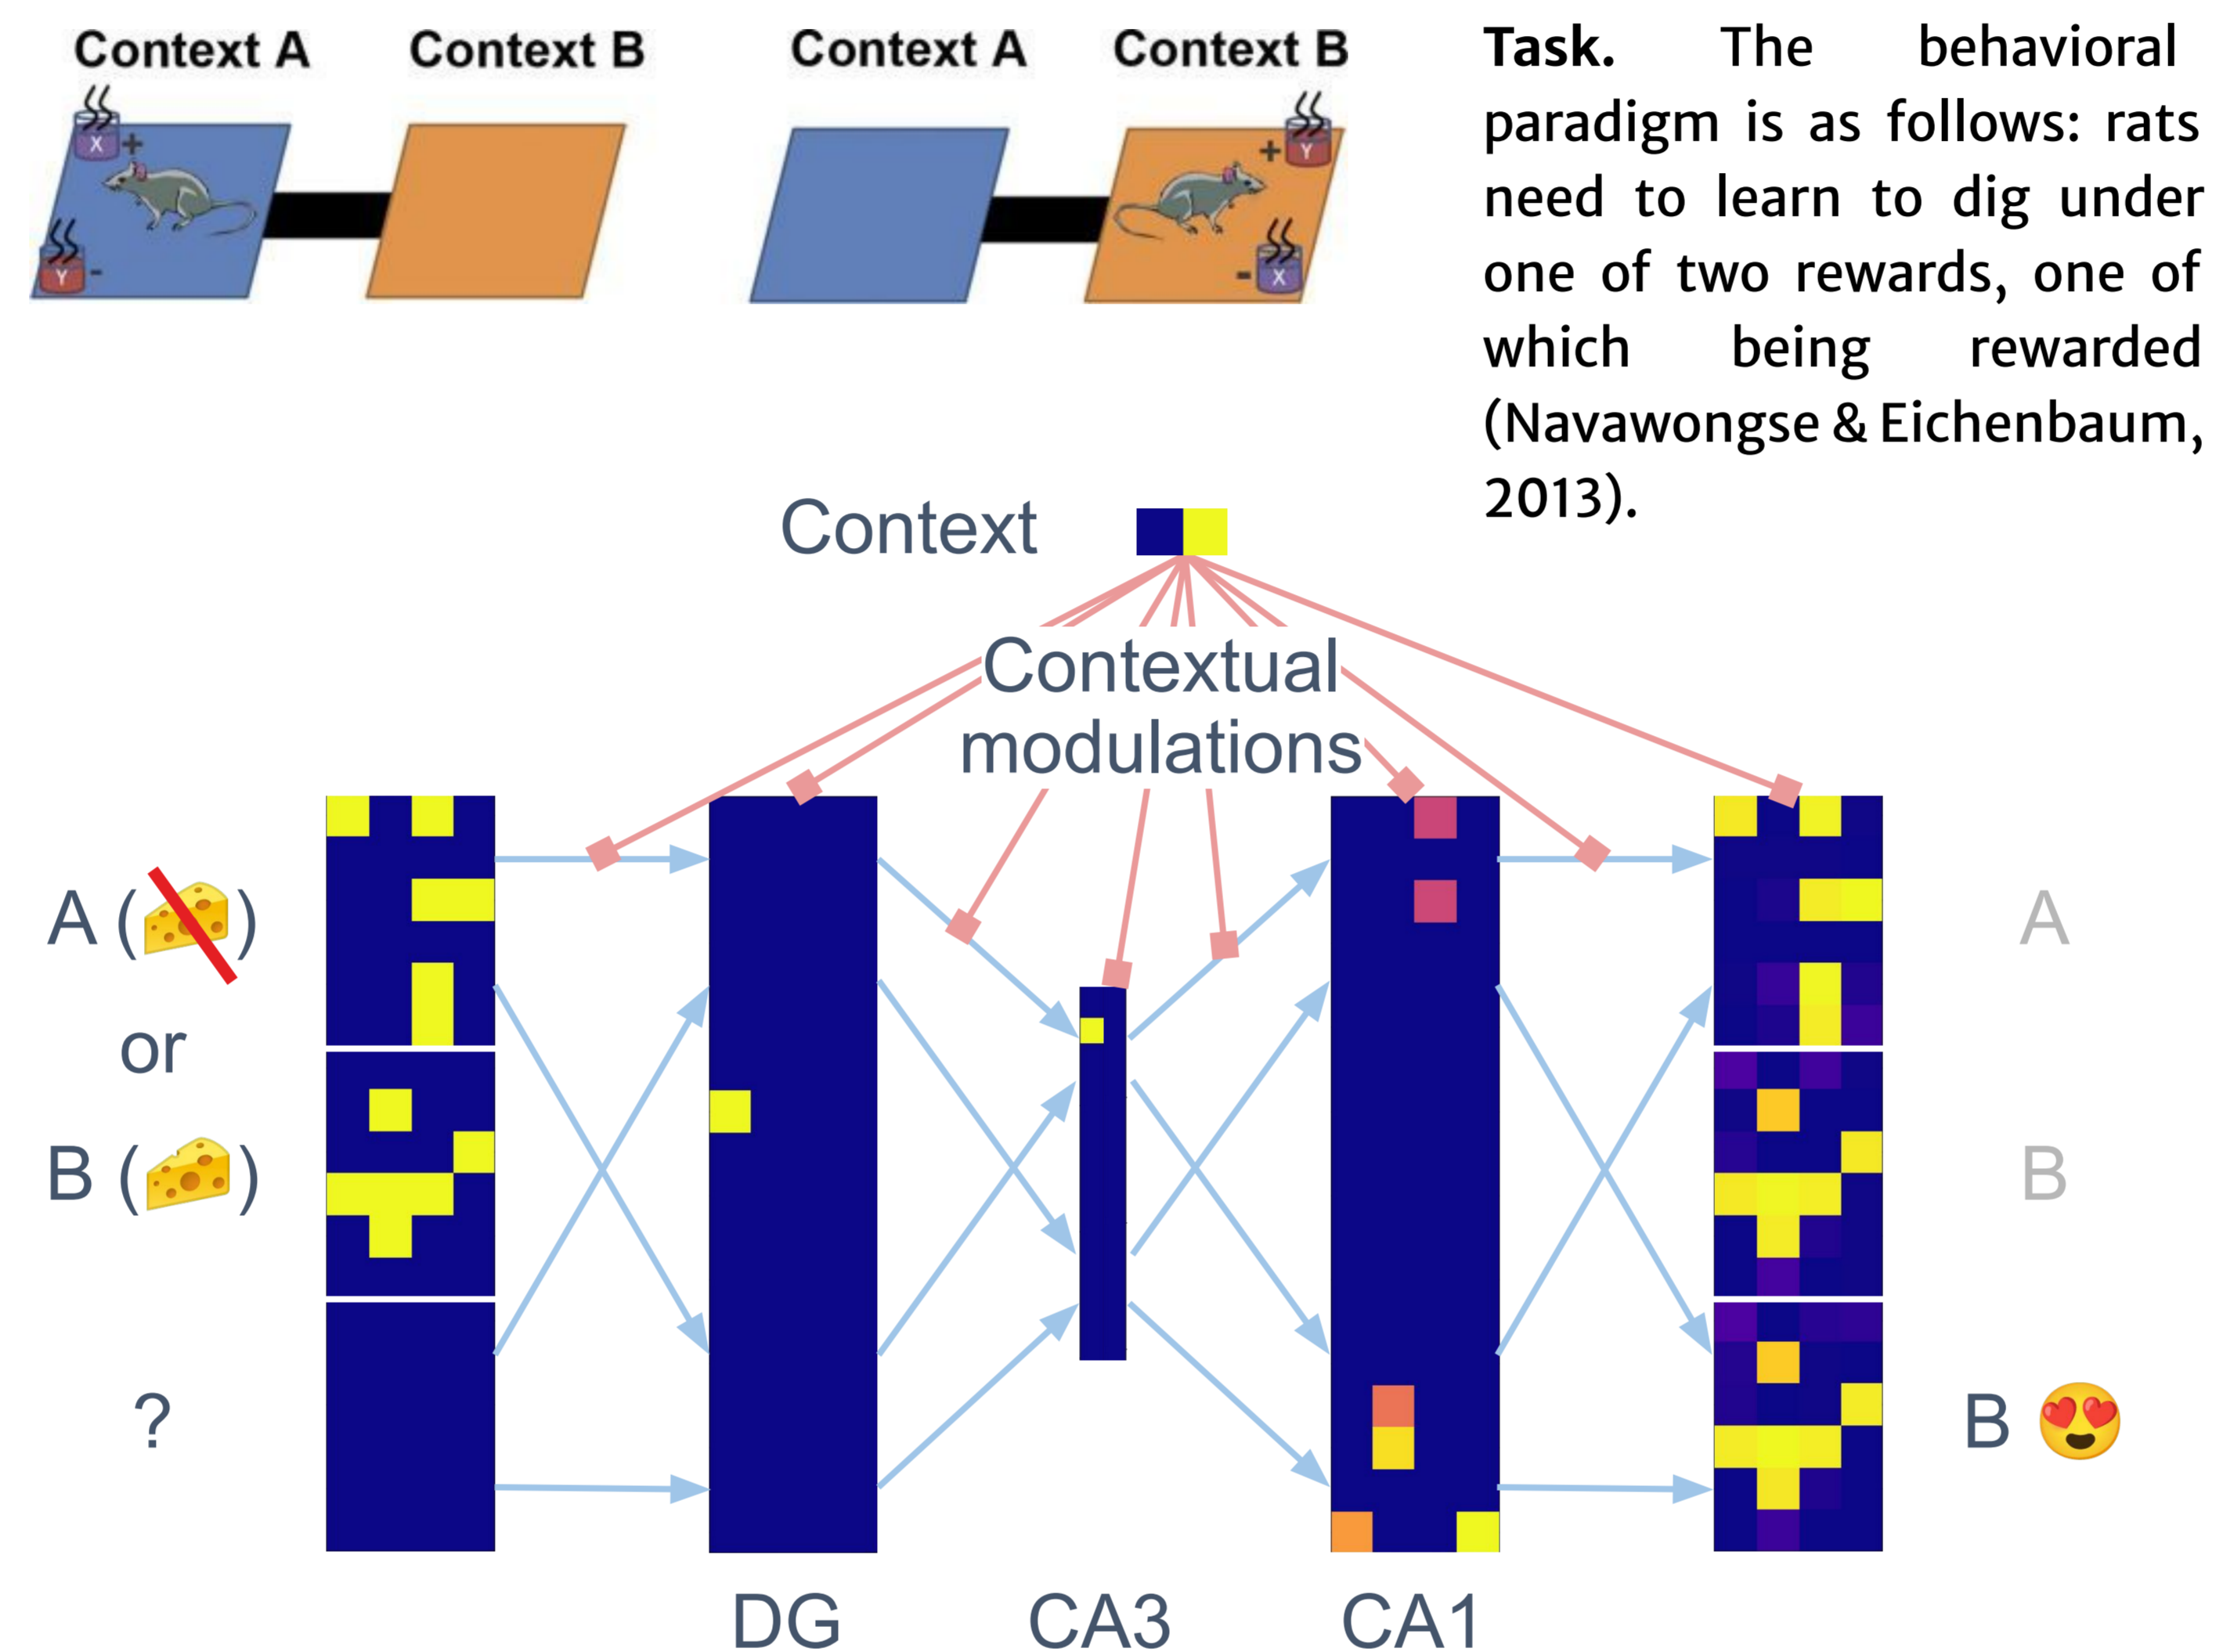 Context A
Context B
Context A
Context B
X +
Y -
+ Y
- X
Task. The behavioral
paradigm is as follows: rats
need to learn to dig under
one of two rewards, one of
which being rewarded
(Navawongse & Eichenbaum,
2013).
Context
Contextual
modulations
A ( )
or
B ( )
?
A
B
B
DG
CA3
CA1